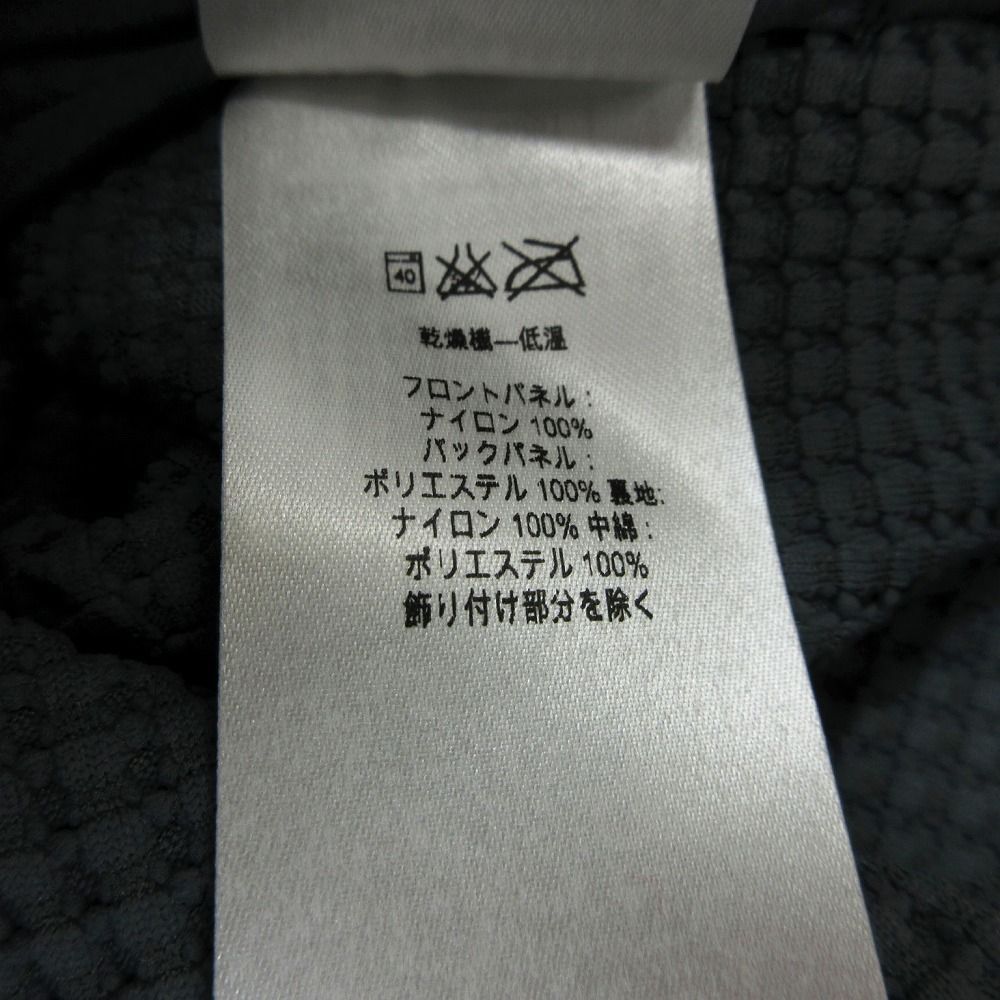 40
乾燥機—低温
フロントパネル：
ナイロン 100%
バックパネル：
ポリエステル 100% 裏地:
ナイロン 100% 中綿：
ポリエステル 100%
飾り付け部分を除く